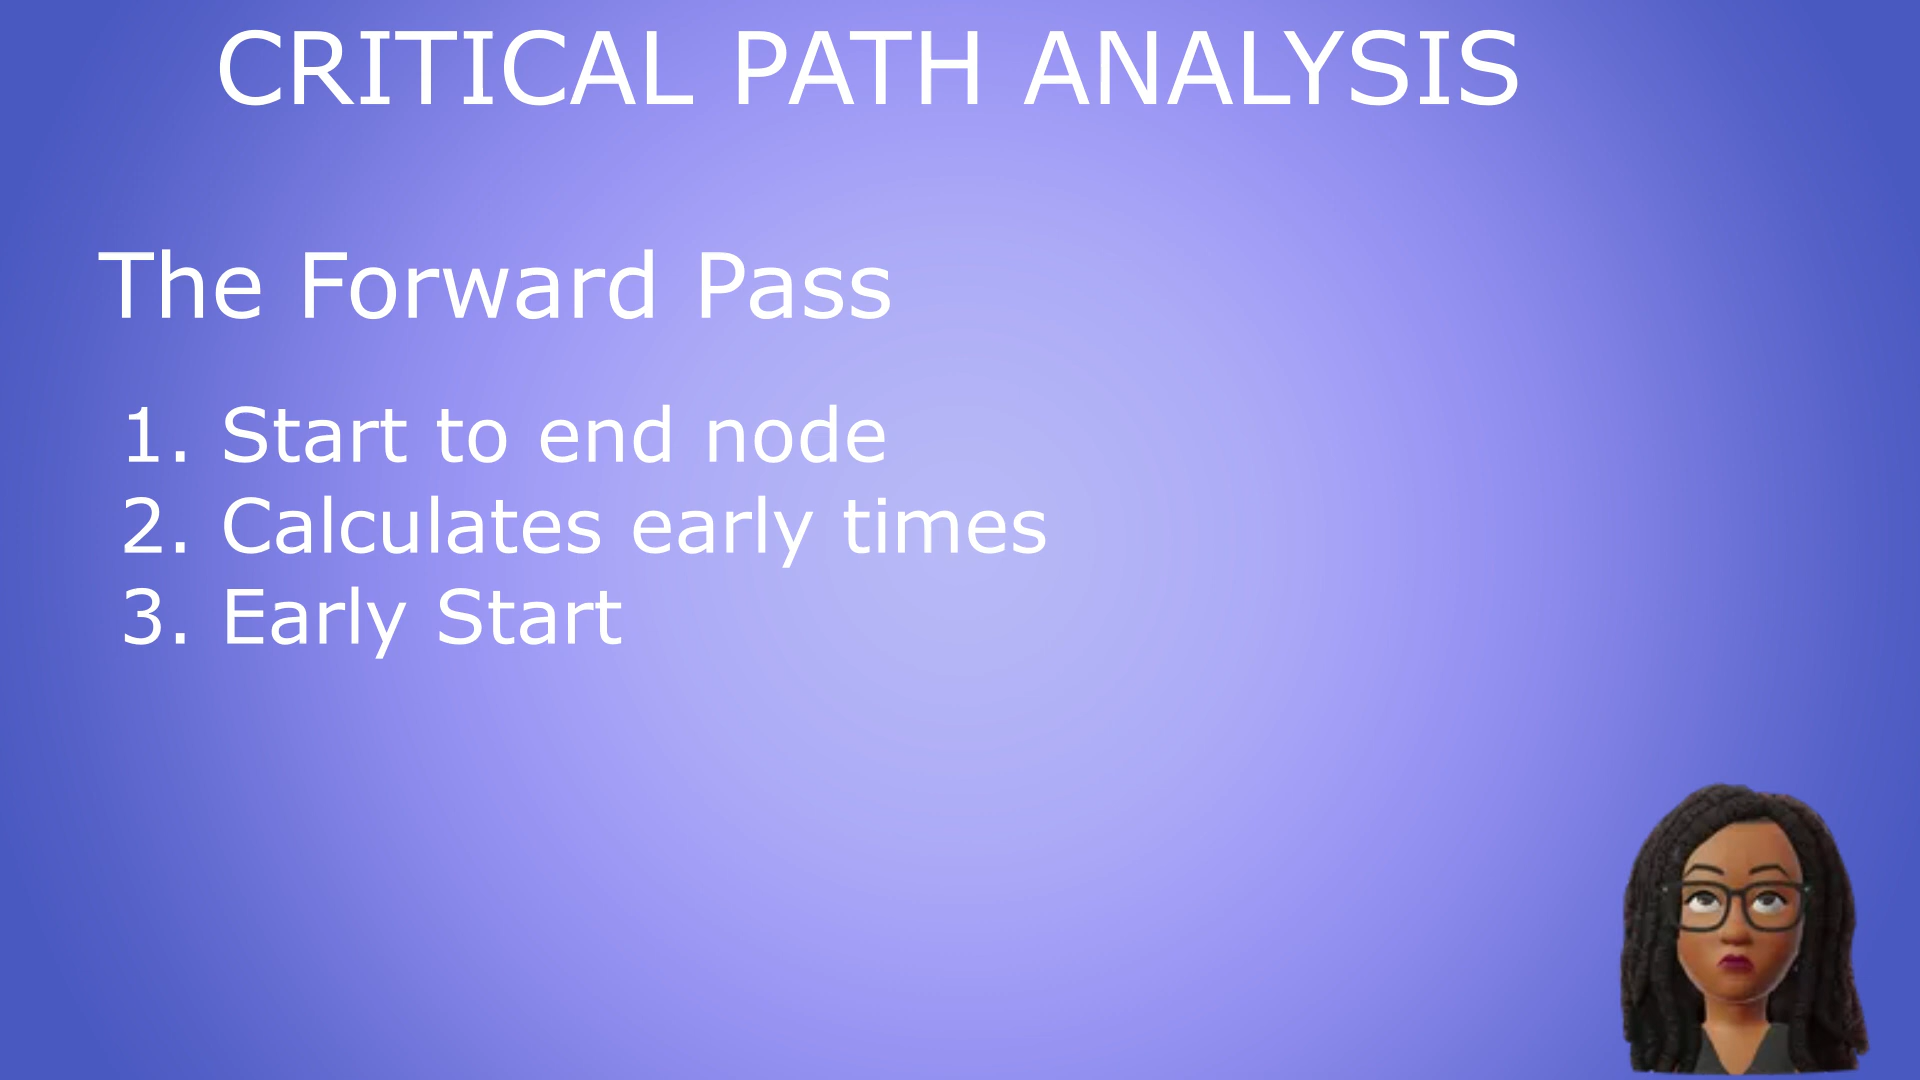 CRITICAL PATH ANALYSIS
The Forward Pass
1. Start to end node
2. Calculates early times
3. Early Start